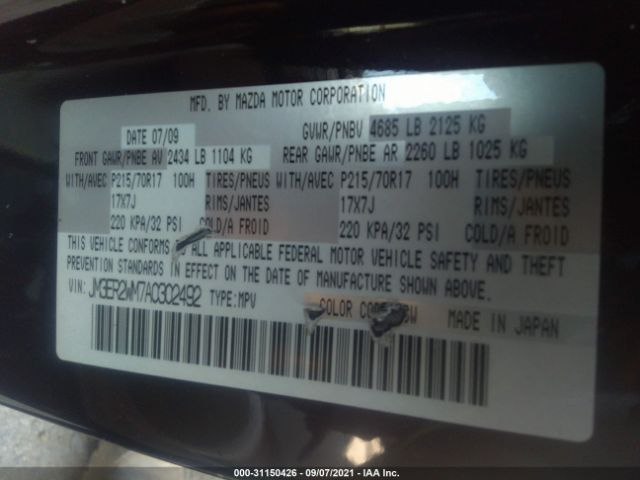 MFD. BY MAZDA MOTOR CORPORATION
DATE 07/09 GVWR/PNBV 4685 LB 2125 KG
FRONT GAWR/PNBE AV 2434 LB 1104 KG REAR GAWR/PNBE AR 2260 LB 1025 KG
WITH/AVEC P215/70R17 100H TIRES/PNEUS WITH/AVEC P215/70R17 100H TIRES/PNEUS
17X7J RIMS/JANTES 17X7J RIMS/JANTES
220 KPA/32 PSI COLD/A FROID 220 KPA/32 PSI COLD/A FROID
THIS VEHICLE CONFORMS ALL APPLICABLE FEDERAL MOTOR VEHICLE SAFETY AND THEFT
PREVENTION STANDARDS IN EFFECT ON THE DATE OF MANUFACTURE SHOWN ABOVE.
VIN: JM3ER2WM7A0302492 TYPE: MPV
COLOR MADE IN JAPAN
000-31150426 - 09/07/2021 - IAA Inc.